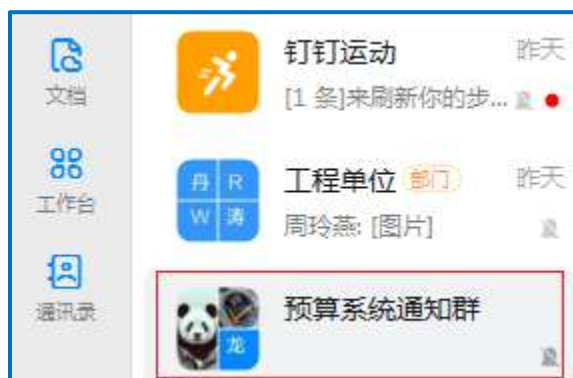 文档
工作台
通讯录
钉钉运动 昨天
[1 条]来刷新你的步...
丹 R
W 涛
工程单位 部门 昨天
周玲燕: [图片]
龙
预算系统通知群